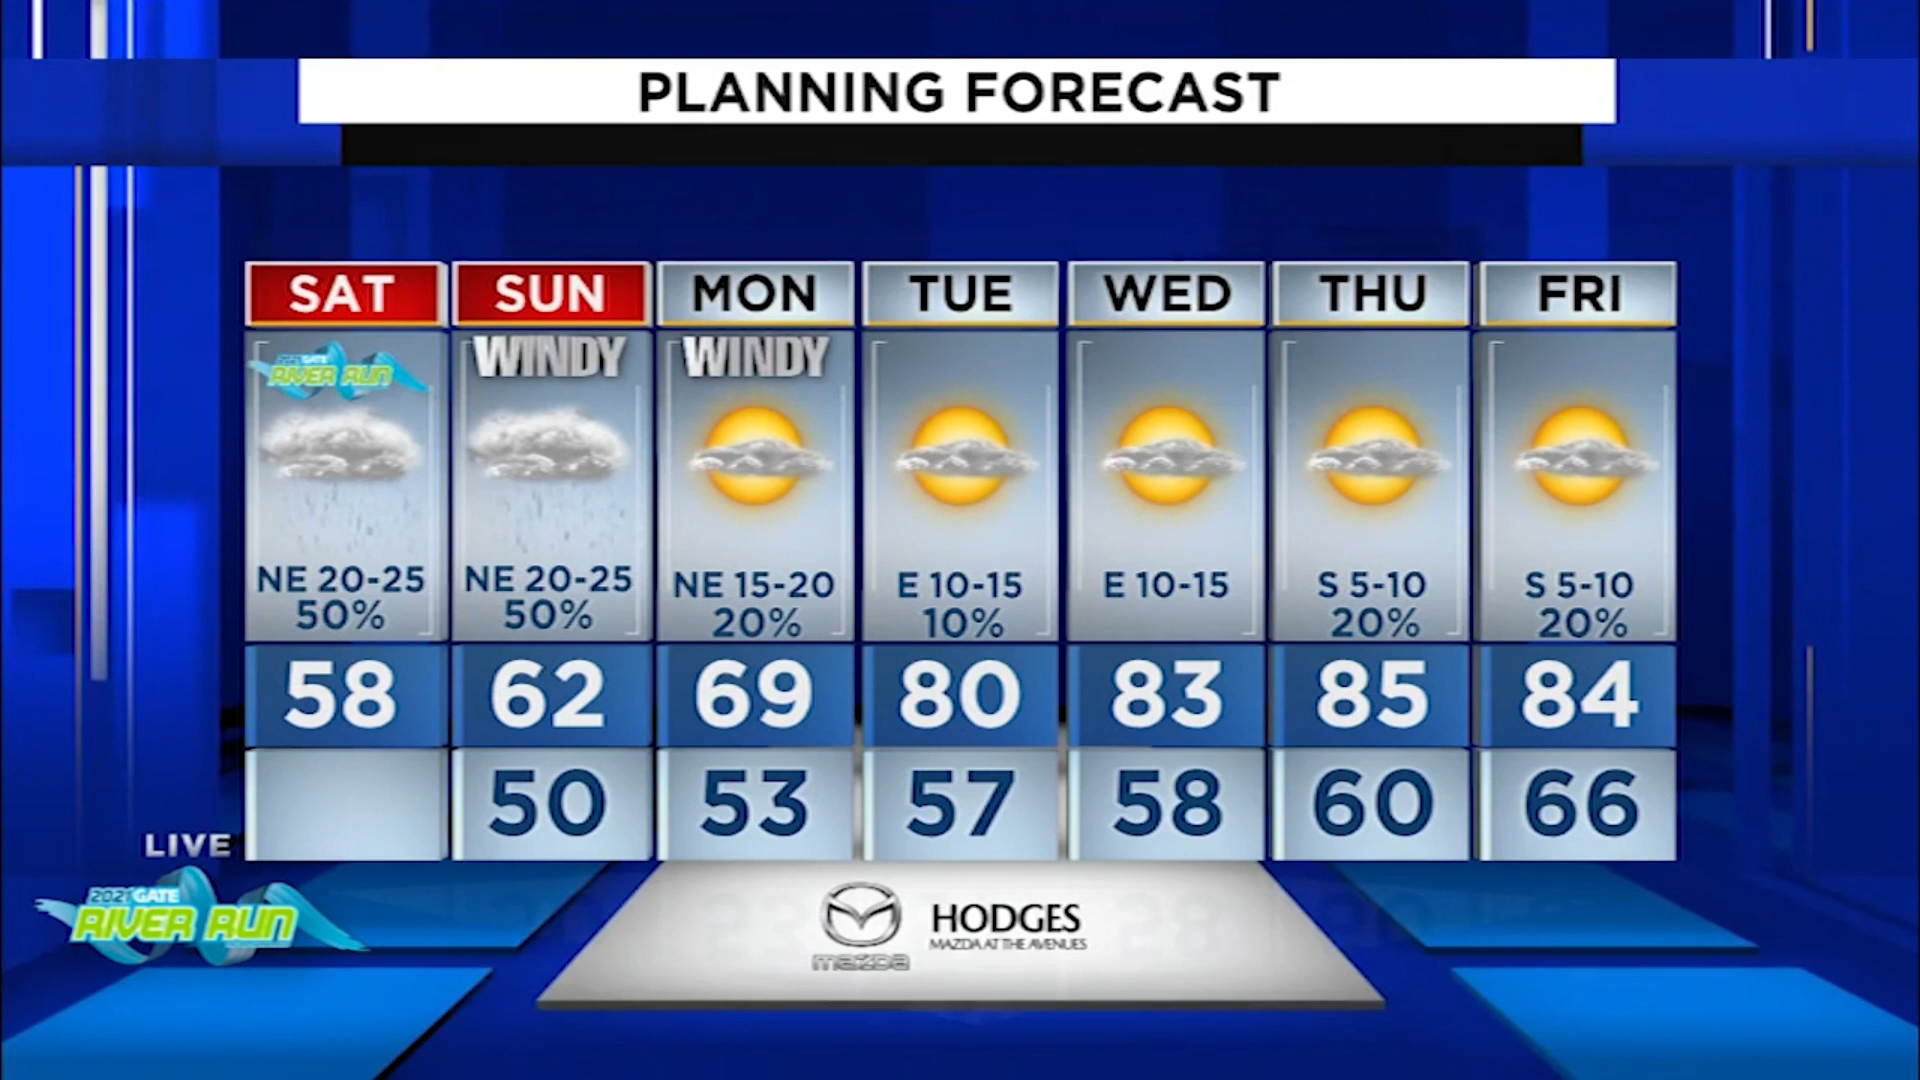 PLANNING FORECAST
SAT SUN MON TUE WED THU FRI
2021 GATE
RIVER RUN
WINDY WINDY
NE 20-25 NE 20-25 NE 15-20 E 10-15 E 10-15 S 5-10 S 5-10
50% 50% 20% 10% 20% 20%
58 62 69 80 83 85 84
50 53 57 58 60 66
LIVE
2021 GATE
RIVER RUN
HODGES
MAZDA AT THE AVENUES
mazda